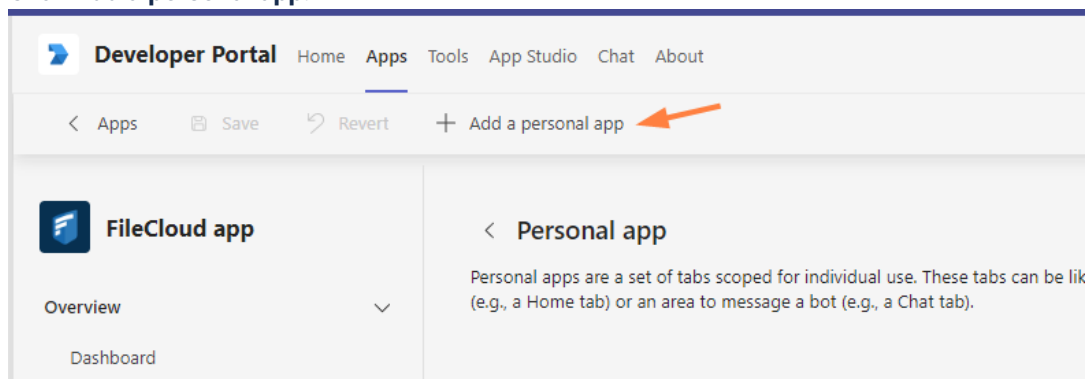 Developer Portal Home Apps Tools App Studio Chat About
< Apps Save Revert + Add a personal app
FileCloud app
< Personal app
Personal apps are a set of tabs scoped for individual use. These tabs can be
(e.g., a Home tab) or an area to message a bot (e.g., a Chat tab).
Overview
Dashboard